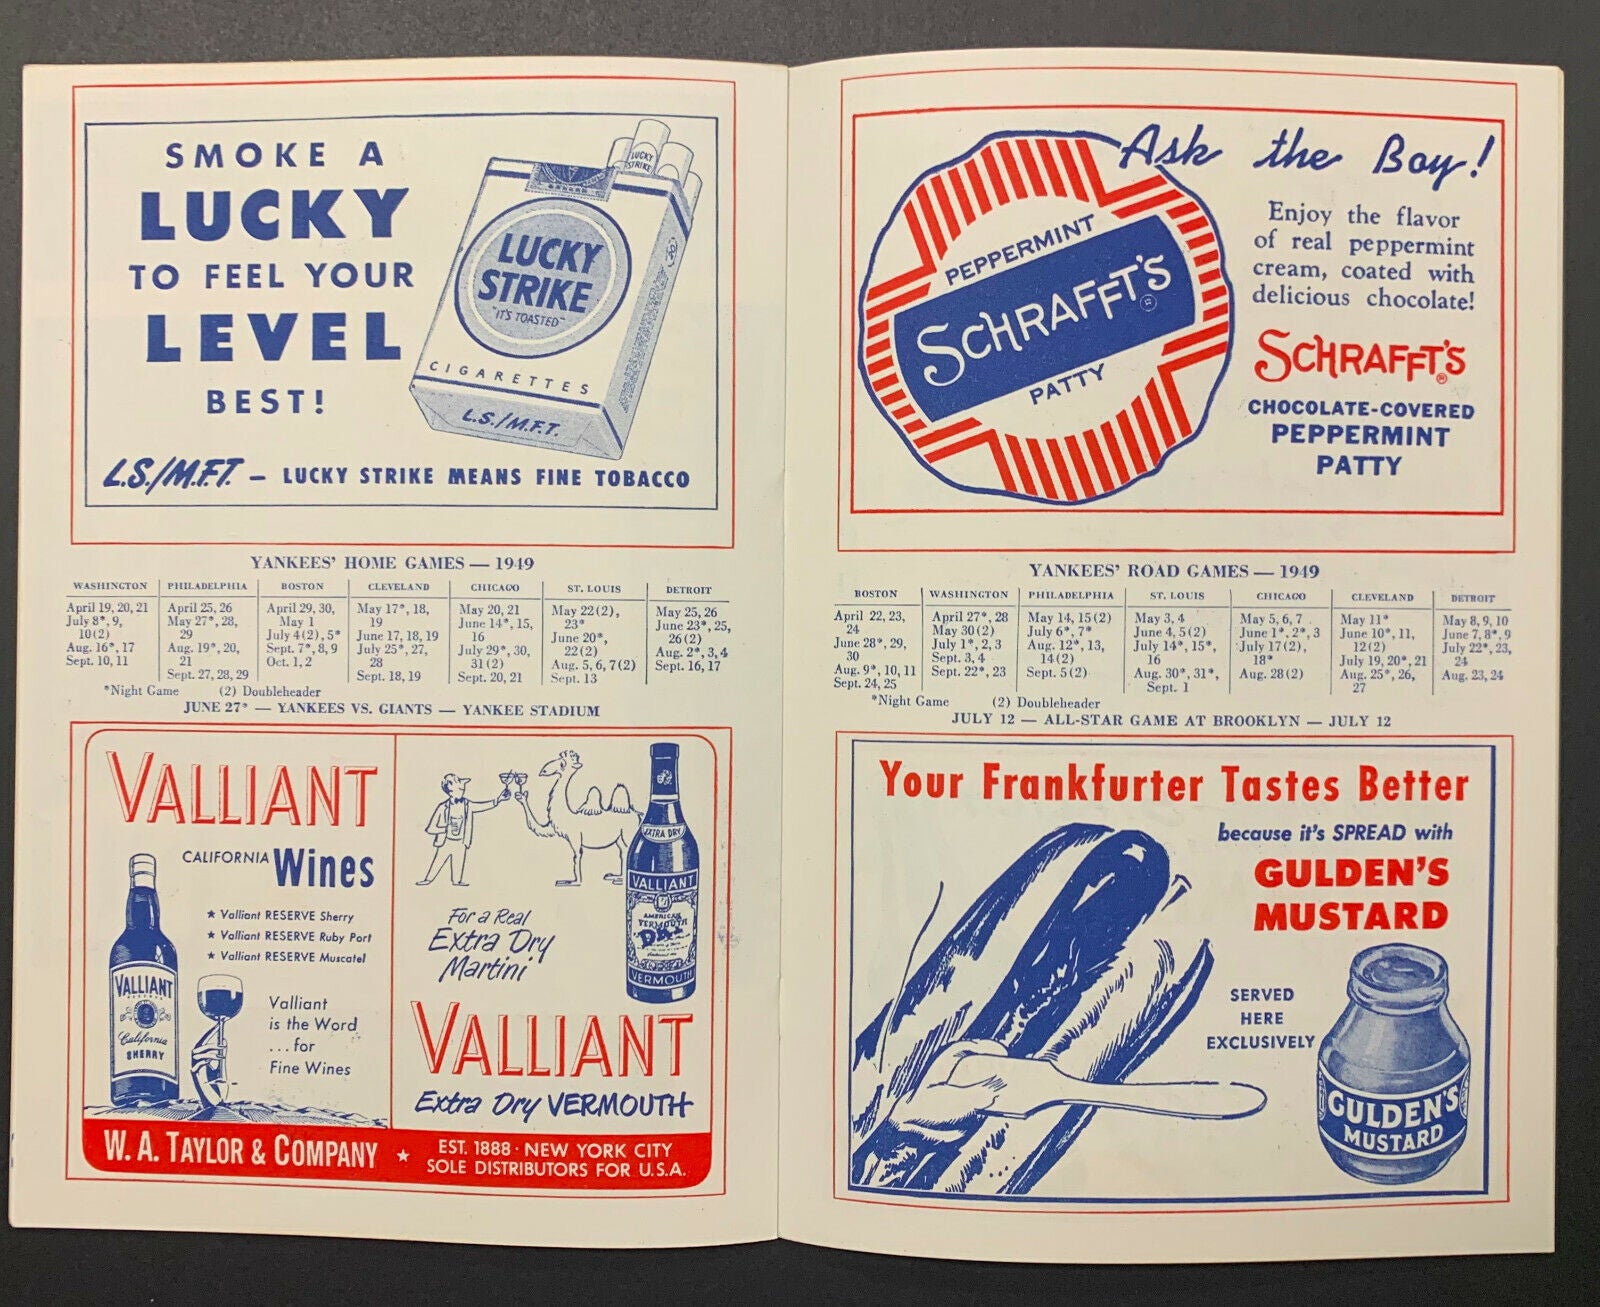 SMOKE A
LUCKY
TO FEEL YOUR
LEVEL
BEST!
LUCKY
STRIKE
LUCKY
STRIKE
"IT'S TOASTED"
CIGARETTES
L.S./M.F.T.
L.S./M.F.T. – LUCKY STRIKE MEANS FINE TOBACCO
YANKEES' HOME GAMES — 1949
WASHINGTON
April 19, 20, 21
July 8*, 9,
10(2)
Aug. 16*, 17
Sept. 10, 11
PHILADELPHIA
April 25, 26
May 27*, 28,
29
Aug. 19*, 20,
21
Sept. 27, 28, 29
BOSTON
April 29, 30,
May 1
July 4(2), 5*
Sept. 7*, 8, 9
Oct. 1, 2
CLEVELAND
May 17*, 18,
19
June 17, 18, 19
July 25*, 27,
28
Sept. 18, 19
CHICAGO
May 20, 21
June 14*, 15,
16
July 29*, 30,
31(2)
Sept. 20, 21
ST. LOUIS
May 22(2),
23*
June 20*,
22(2)
Aug. 5, 6, 7(2)
Sept. 13
DETROIT
May 25, 26
June 23*, 25,
26(2)
Aug. 2*, 3, 4
Sept. 16, 17
*Night Game (2) Doubleheader
JUNE 27* — YANKEES VS. GIANTS — YANKEE STADIUM
VALLIANT
CALIFORNIA Wines
★ Valliant RESERVE Sherry
★ Valliant RESERVE Ruby Port
★ Valliant RESERVE Muscatel
Valliant
is the Word
...for
Fine Wines
VALLIANT
California
SHERRY
For a Real
Extra Dry
Martini
EXTRA DRY
VALLIANT
AMERICAN
VERMOUTH
DRY
VERMOUTH
VALLIANT
Extra Dry VERMOUTH
W. A. TAYLOR & COMPANY ★
EST. 1888 · NEW YORK CITY
SOLE DISTRIBUTORS FOR U.S.A.
Ask the Boy!
PEPPERMINT
SCHRAFFT'S
PATTY
Enjoy the flavor
of real peppermint
cream, coated with
delicious chocolate!
SCHRAFFT'S
CHOCOLATE-COVERED
PEPPERMINT
PATTY
YANKEES' ROAD GAMES — 1949
BOSTON
April 22, 23,
24
June 28*, 29,
30
Aug. 9*, 10, 11
Sept. 24, 25
WASHINGTON
April 27*, 28
May 30(2)
July 1*, 2, 3
Sept. 3, 4
Sept. 22*, 23
PHILADELPHIA
May 14, 15(2)
July 6*, 7*
Aug. 12*, 13,
14(2)
Sept. 5(2)
ST. LOUIS
May 3, 4
June 4, 5(2)
July 14*, 15*,
16
Aug. 30*, 31*,
Sept. 1
CHICAGO
May 5, 6, 7
June 1*, 2*, 3
July 17(2),
18*
Aug. 28(2)
CLEVELAND
May 11*
June 10*, 11,
12(2)
July 19, 20*, 21
Aug. 25*, 26,
27
DETROIT
May 8, 9, 10
June 7, 8*, 9
July 22*, 23,
24
Aug. 23, 24
*Night Game (2) Doubleheader
JULY 12 — ALL-STAR GAME AT BROOKLYN — JULY 12
Your Frankfurter Tastes Better
because it's SPREAD with
GULDEN'S
MUSTARD
SERVED
HERE
EXCLUSIVELY
GULDEN'S
MUSTARD